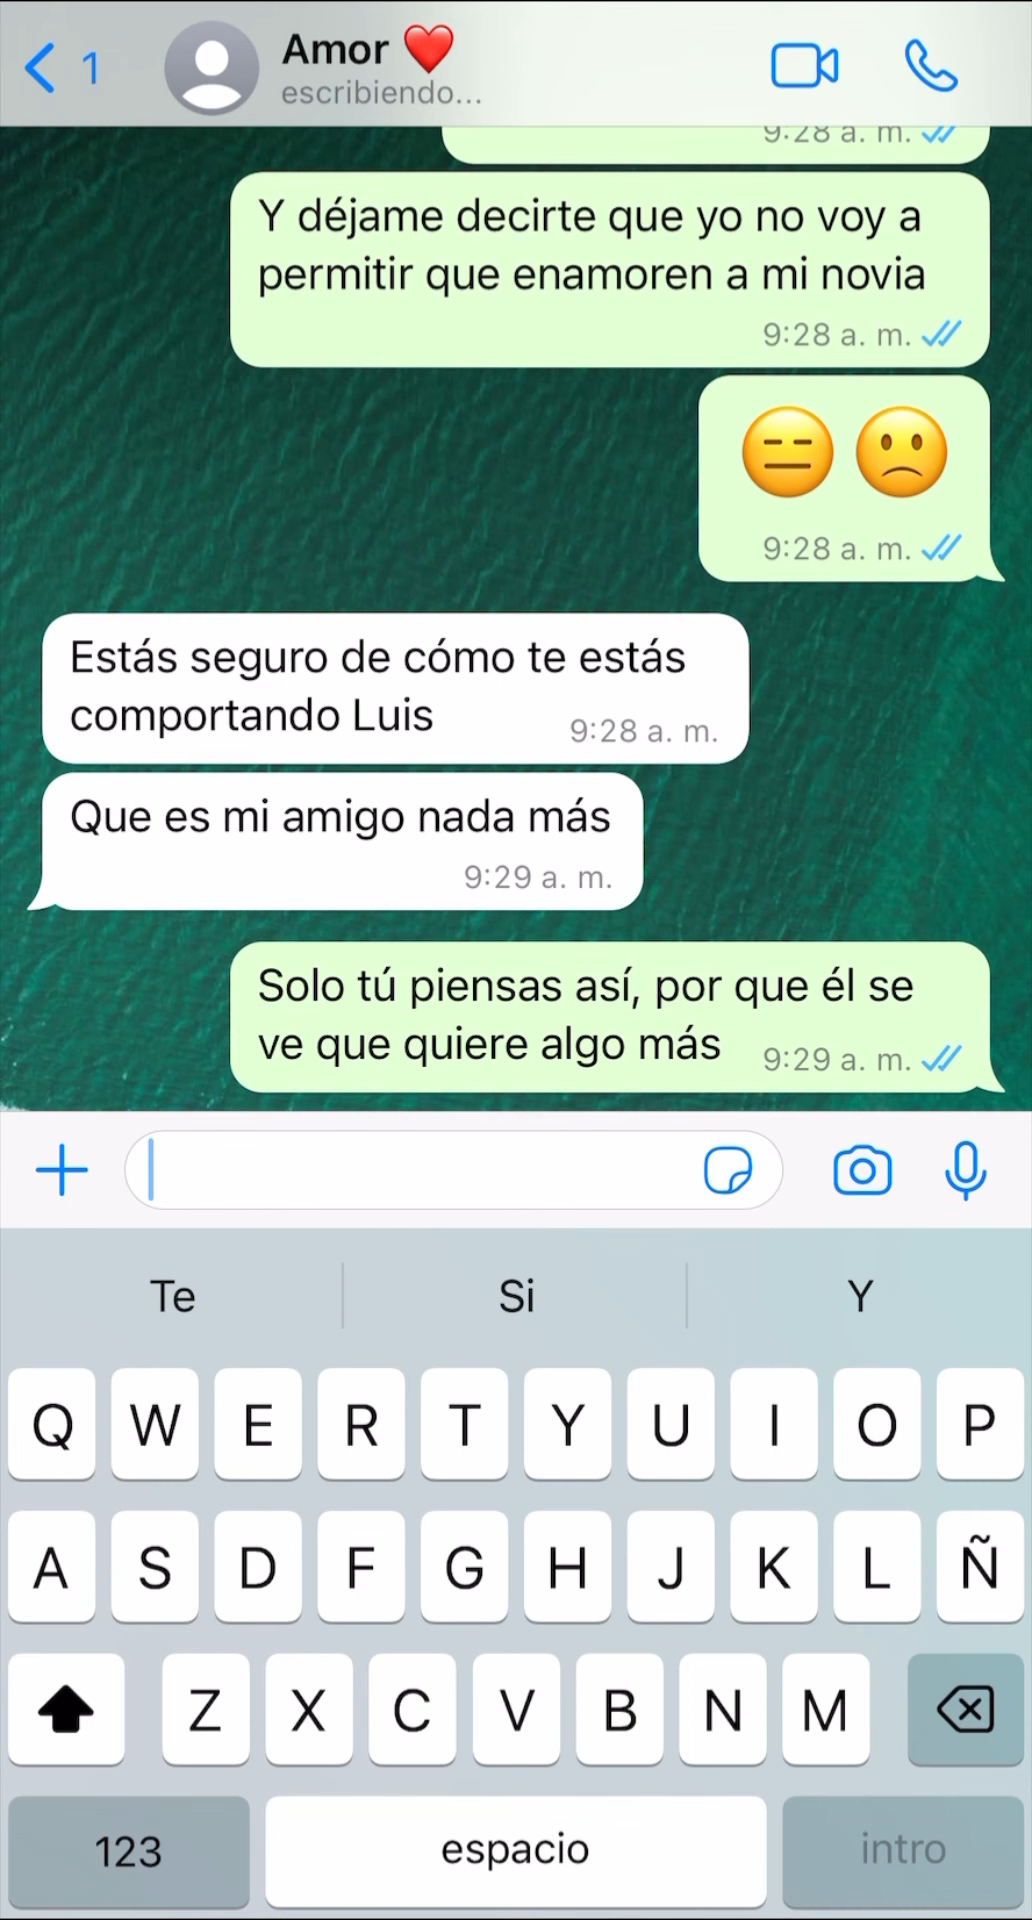 1
Amor ❤️
escribiendo...
9:28 a. m.
Y déjame decirte que yo no voy a
permitir que enamoren a mi novia
9:28 a. m.
😑 🙁
9:28 a. m.
Estás seguro de cómo te estás
comportando Luis
9:28 a. m.
Que es mi amigo nada más
9:29 a. m.
Solo tú piensas así, por que él se
ve que quiere algo más
9:29 a. m.
Te Si Y
Q W E R T Y U I O P
A S D F G H J K L Ñ
Z X C V B N M
123 espacio intro